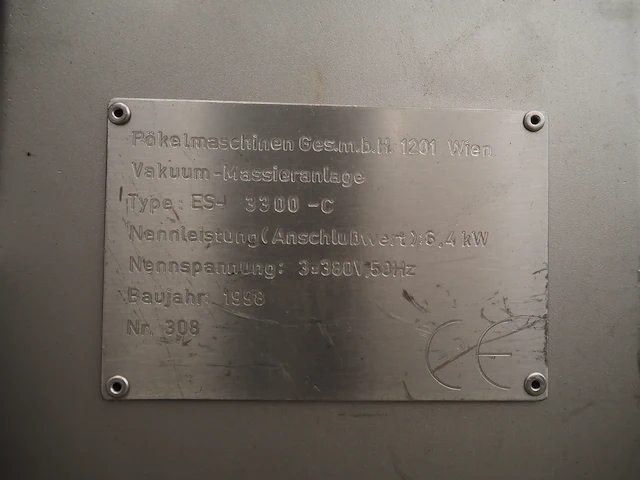 Pökelmaschinen Ges.m.b.H. 1201 Wien
Vakuum-Massieranlage
Type: ES- 3300 -C
Nennleistung (Anschlußwert): 6,4 kW
Nennspannung: 3×380V, 50Hz
Baujahr: 1998
Nr. 308
CE